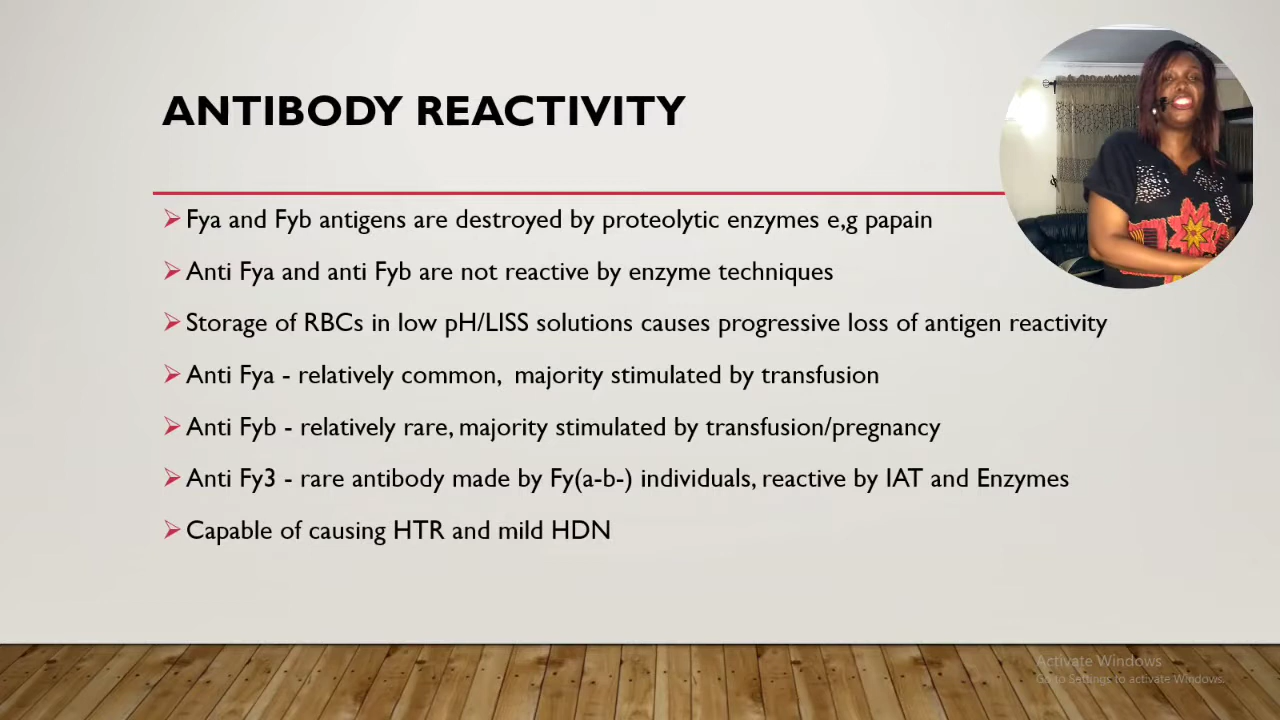 ANTIBODY REACTIVITY
Fya and Fyb antigens are destroyed by proteolytic enzymes e,g papain
Anti Fya and anti Fyb are not reactive by enzyme techniques
Storage of RBCs in low pH/LISS solutions causes progressive loss of antigen reactivity
Anti Fya - relatively common, majority stimulated by transfusion
Anti Fyb - relatively rare, majority stimulated by transfusion/pregnancy
Anti Fy3 - rare antibody made by Fy(a-b-) individuals, reactive by IAT and Enzymes
Capable of causing HTR and mild HDN
Activate Windows
Go to Settings to activate Windows.